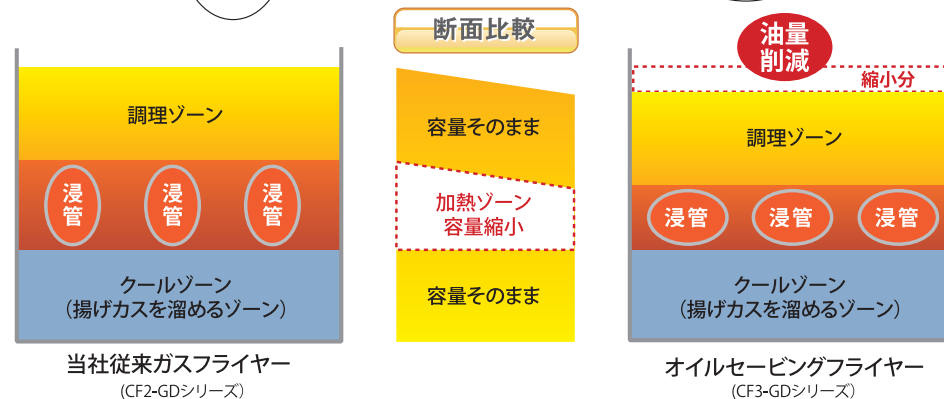 断面比較
油量
削減
縮小分
調理ゾーン
浸管
浸管
浸管
クールゾーン
(揚げカスを溜めるゾーン)
当社従来ガスフライヤー
(CF2-GDシリーズ)
容量そのまま
加熱ゾーン
容量縮小
容量そのまま
調理ゾーン
浸管
浸管
浸管
クールゾーン
(揚げカスを溜めるゾーン)
オイルセービングフライヤー
(CF3-GDシリーズ)